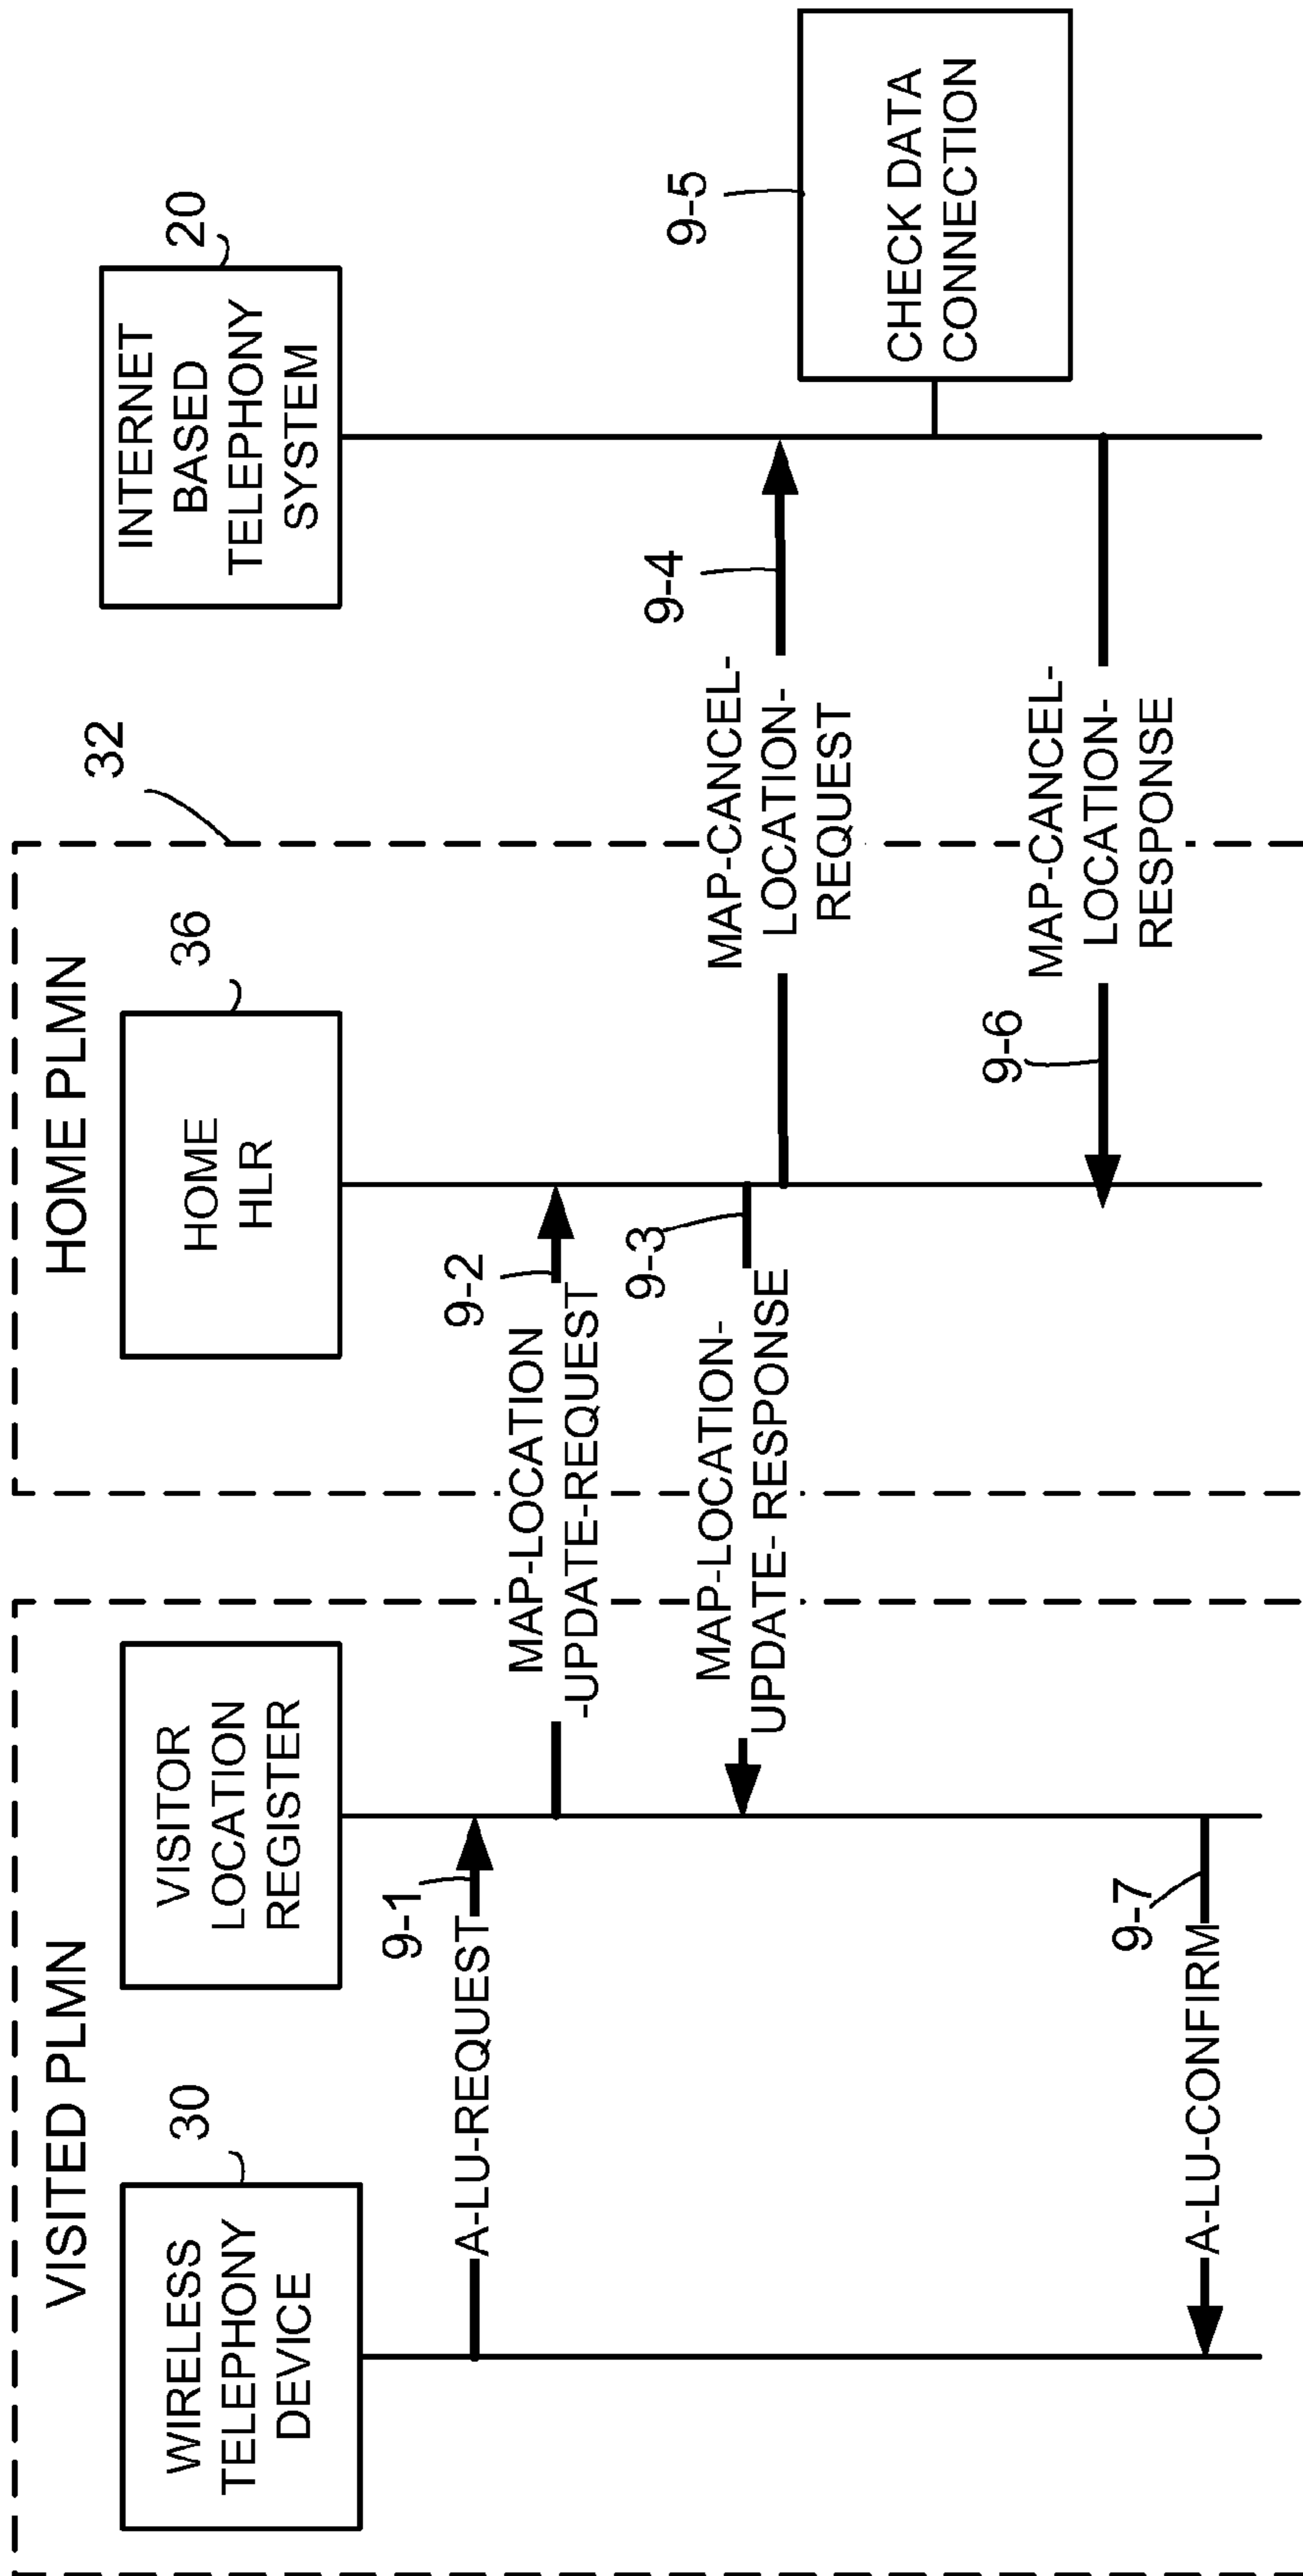 VISITED PLMN
HOME PLMN
32
WIRELESS
TELEPHONY
DEVICE
30
VISITOR
LOCATION
REGISTER
HOME
HLR
36
INTERNET
BASED
TELEPHONY
SYSTEM
20
A-LU-REQUEST
9-1
MAP-LOCATION
-UPDATE-REQUEST
9-2
MAP-LOCATION-
UPDATE- RESPONSE
9-3
MAP-CANCEL-
LOCATION-
REQUEST
9-4
CHECK DATA
CONNECTION
9-5
MAP-CANCEL-
LOCATION-
RESPONSE
9-6
A-LU-CONFIRM
9-7